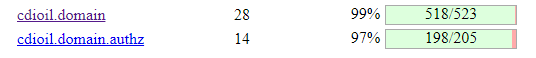 cdioil.domain 28 99% 518/523
cdioil.domain.authz 14 97% 198/205